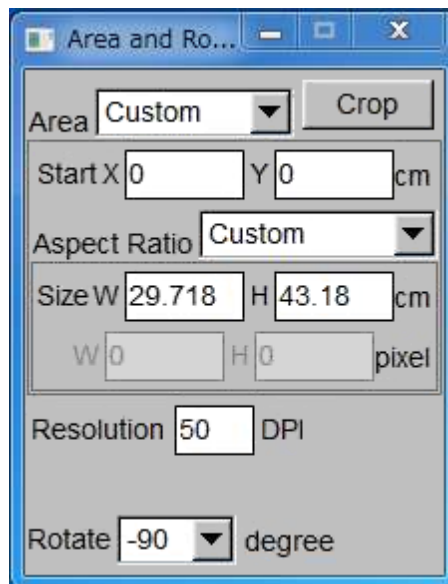 Area and Ro...
Area Custom Crop
Start X 0 Y 0 cm
Aspect Ratio Custom
Size W 29.718 H 43.18 cm
W 0 H 0 pixel
Resolution 50 DPI
Rotate -90 degree